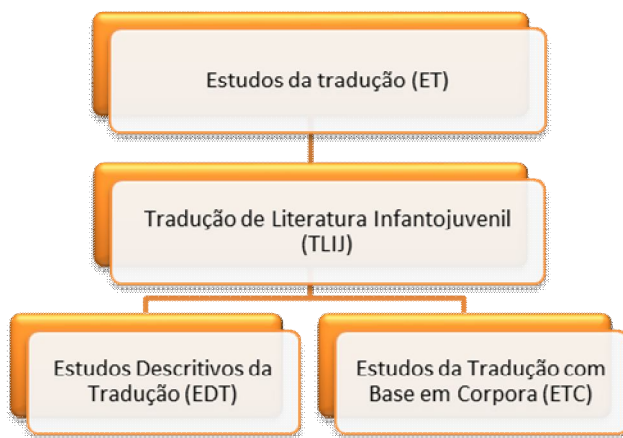 Estudos da tradução (ET)
Tradução de Literatura Infantojuvenil
(TLIJ)
Estudos Descritivos da
Tradução (EDT)
Estudos da Tradução com
Base em Corpora (ETC)